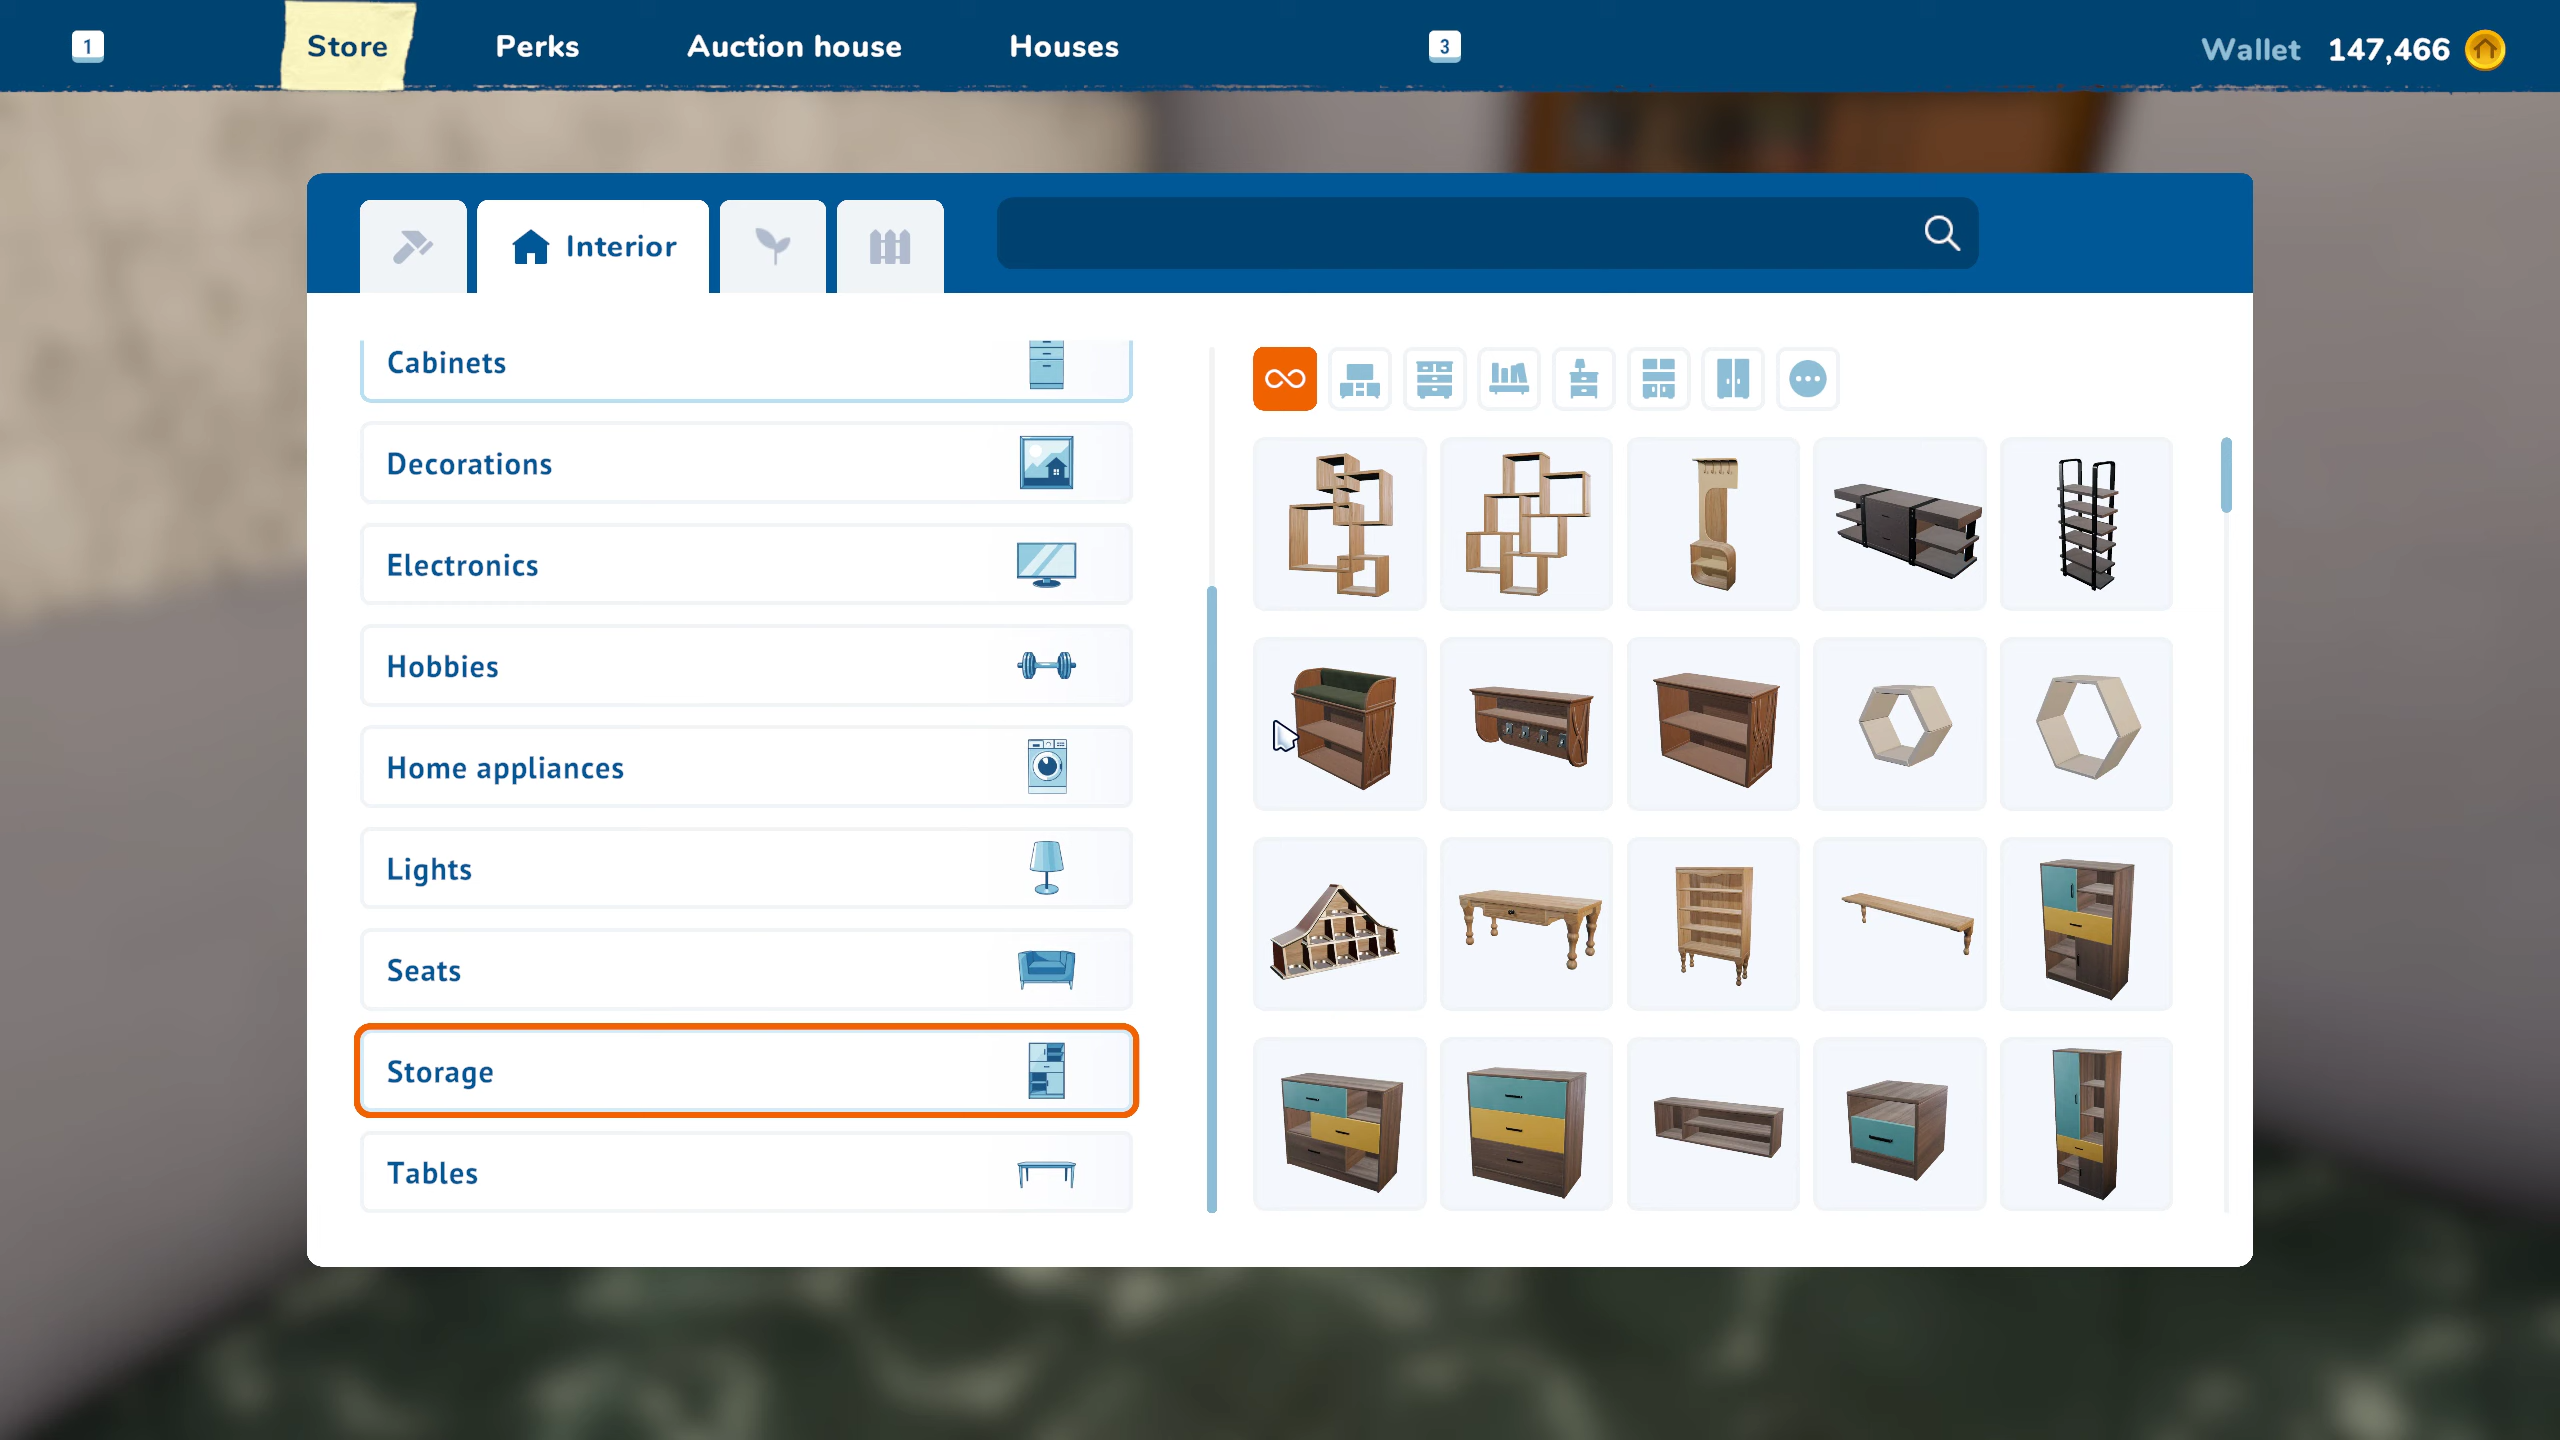 1
Store
Perks
Auction house
Houses
3
Wallet 147,466
Interior
Cabinets
Decorations
Electronics
Hobbies
Home appliances
Lights
Seats
Storage
Tables